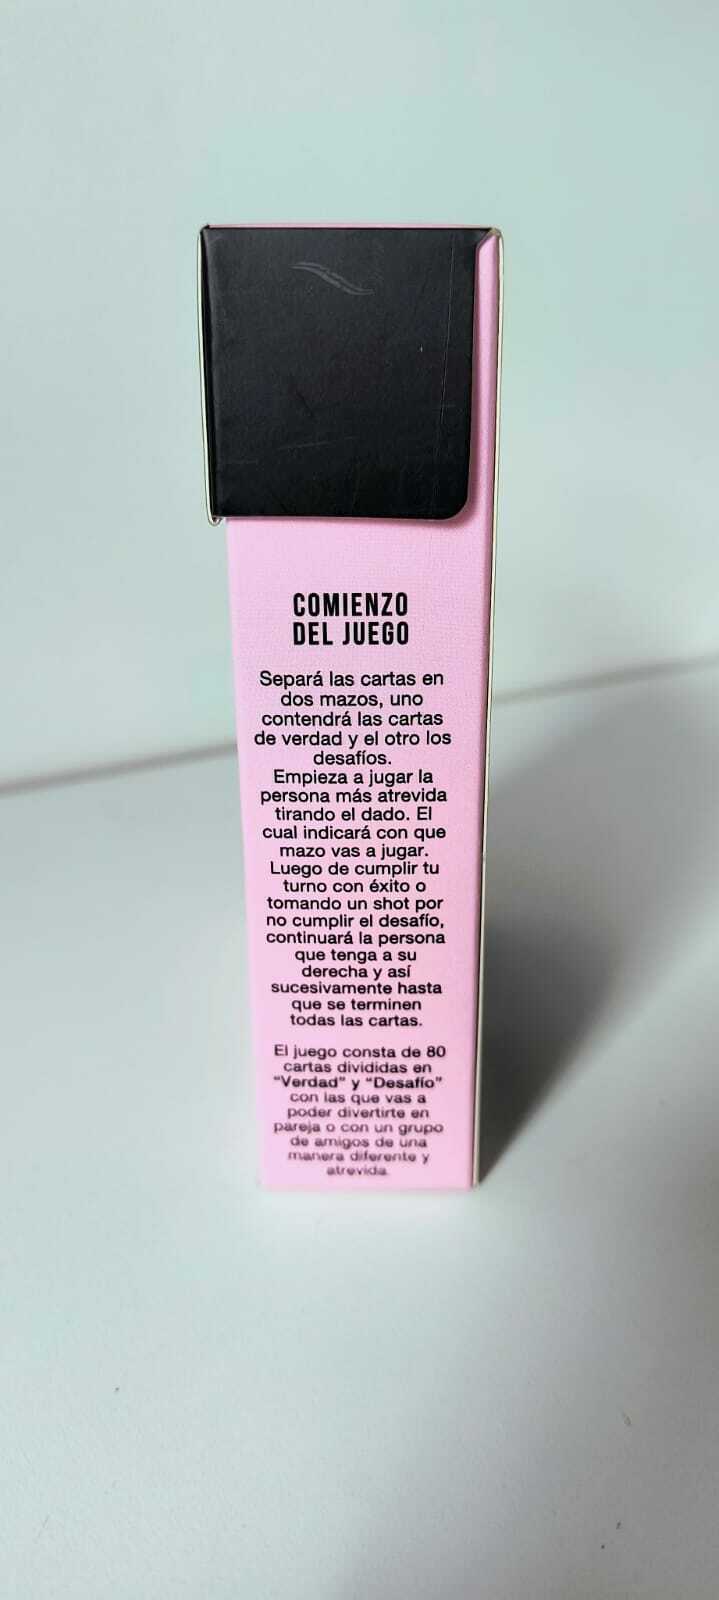 COMIENZO
DEL JUEGO
Separá las cartas en
dos mazos, uno
contendrá las cartas
de verdad y el otro los
desafíos.
Empieza a jugar la
persona más atrevida
tirando el dado. El
cual indicará con que
mazo vas a jugar.
Luego de cumplir tu
turno con éxito o
tomando un shot por
no cumplir el desafío,
continuará la persona
que tenga a su
derecha y así
sucesivamente hasta
que se terminen
todas las cartas.
El juego consta de 80
cartas divididas en
“Verdad” y “Desafío”
con las que vas a
poder divertirte en
pareja o con un grupo
de amigos de una
manera diferente y
atrevida.